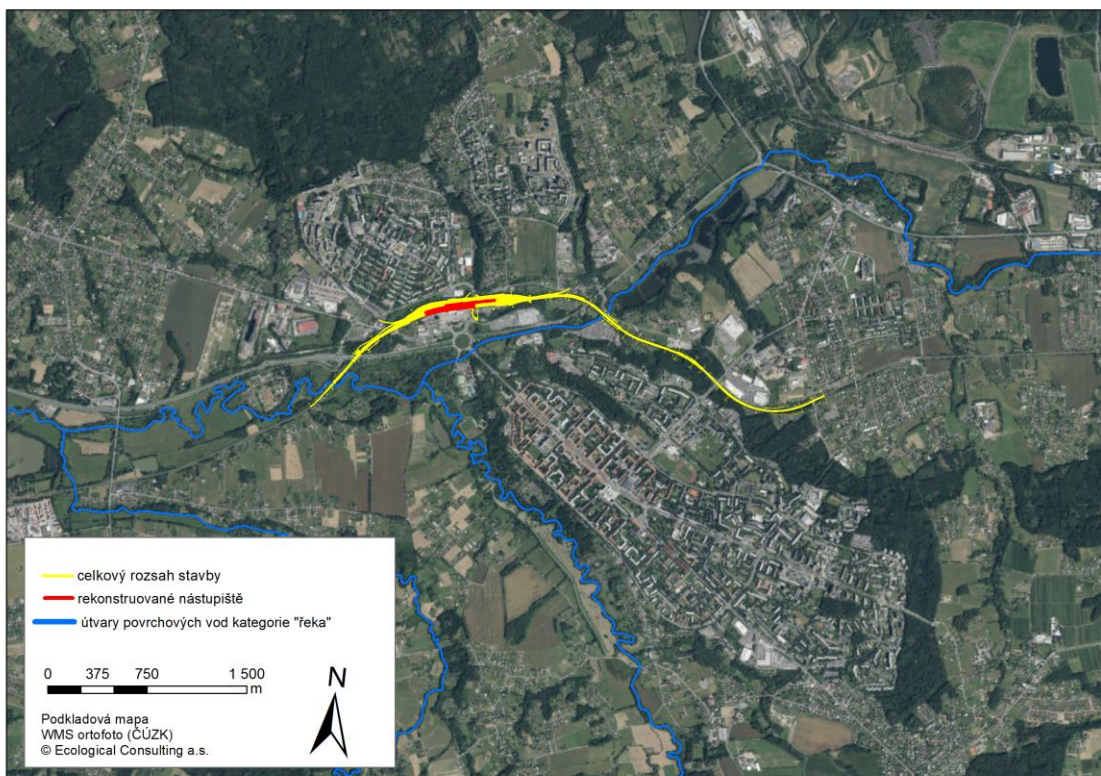 celkový rozsah stavby
rekonstruované nástupiště
útvary povrchových vod kategorie "řeka"
0 375 750 1 500
m
N
Podkladová mapa
WMS ortofoto (ČÚZK)
© Ecological Consulting a.s.